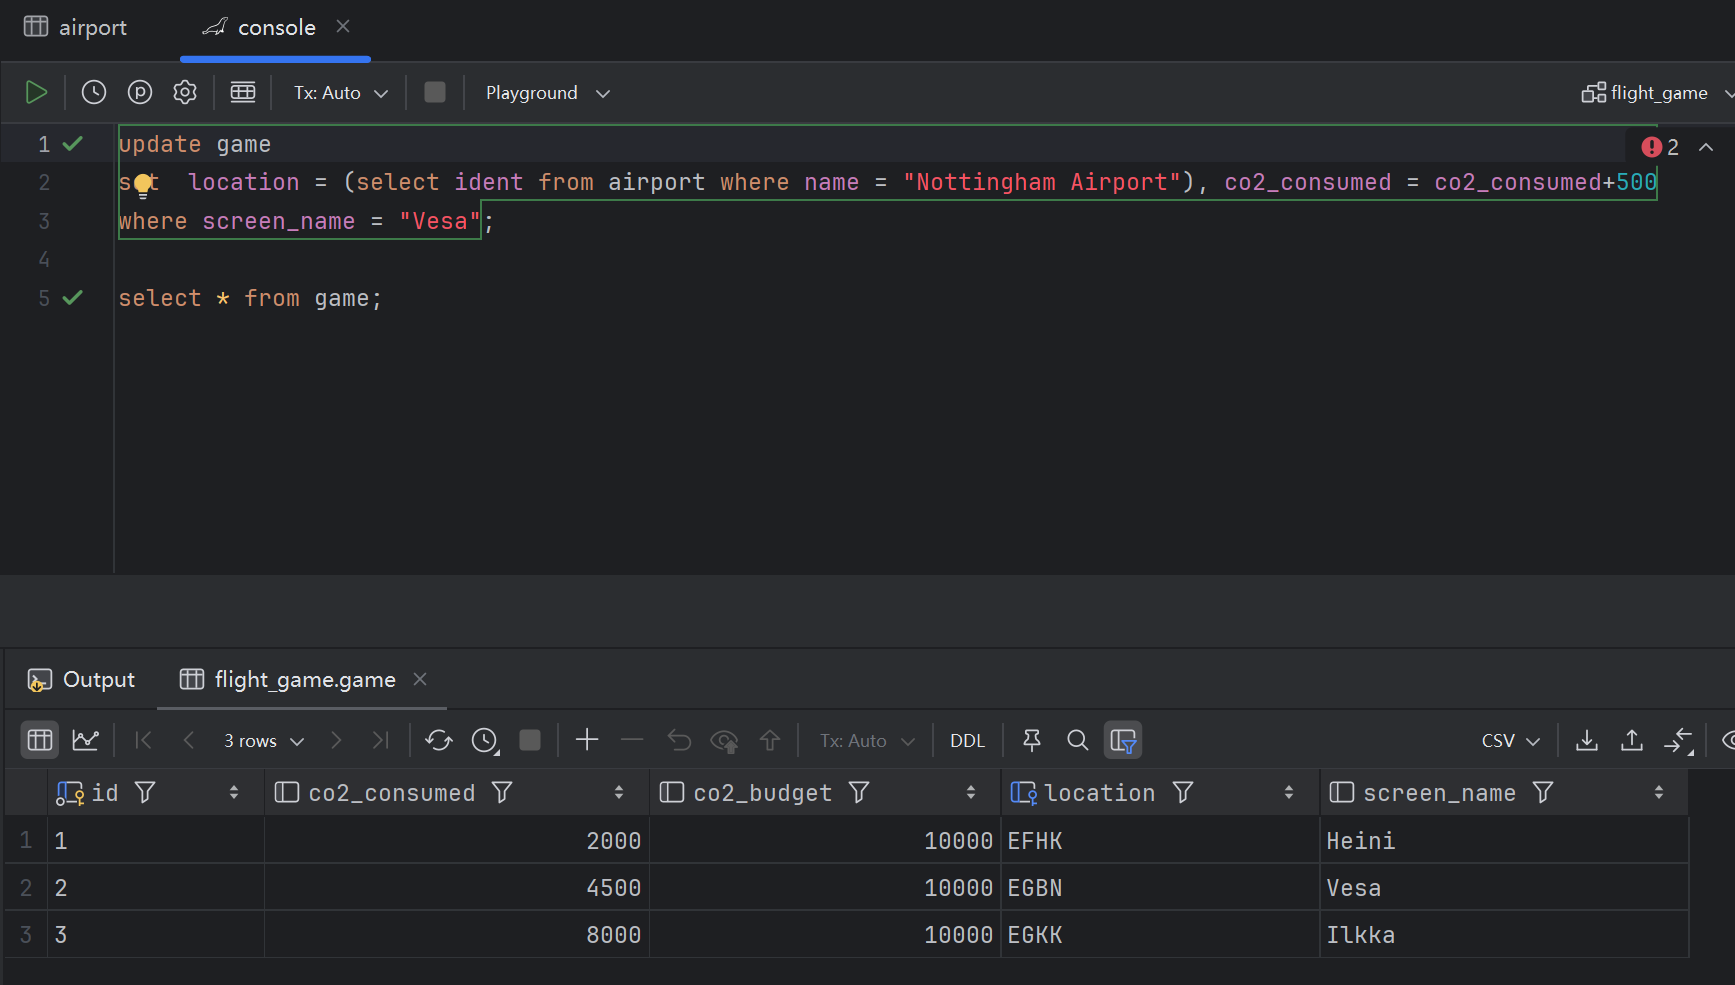 airport console
Tx: Auto Playground flight_game
1 update game 2
2 set location = (select ident from airport where name = "Nottingham Airport"), co2_consumed = co2_consumed+500
3 where screen_name = "Vesa";
4
5 select * from game;
Output flight_game.game
3 rows Tx: Auto DDL CSV
id co2_consumed co2_budget location screen_name
1 1 2000 10000 EFHK Heini
2 2 4500 10000 EGBN Vesa
3 3 8000 10000 EGKK Ilkka